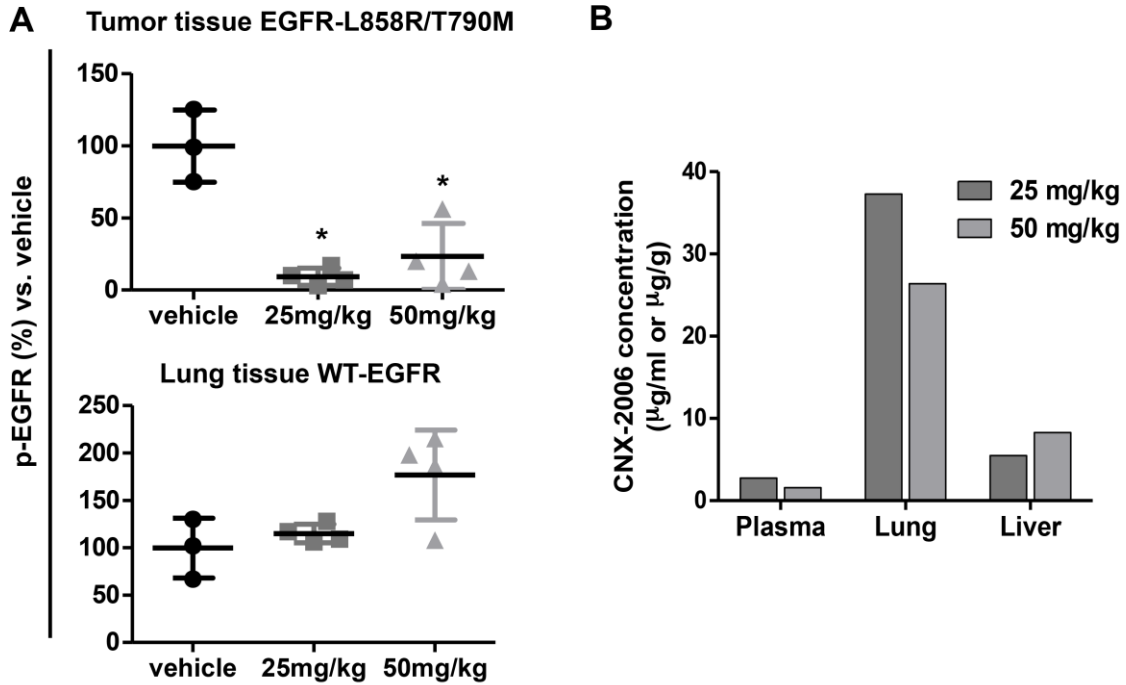 A
Tumor tissue EGFR-L858R/T790M
p-EGFR (%) vs. vehicle
150
100
50
0
*
*
vehicle 25mg/kg 50mg/kg
Lung tissue WT-EGFR
250
200
150
100
50
0
vehicle 25mg/kg 50mg/kg
B
CNX-2006 concentration
(µg/ml or µg/g)
40
30
20
10
0
25 mg/kg
50 mg/kg
Plasma Lung Liver